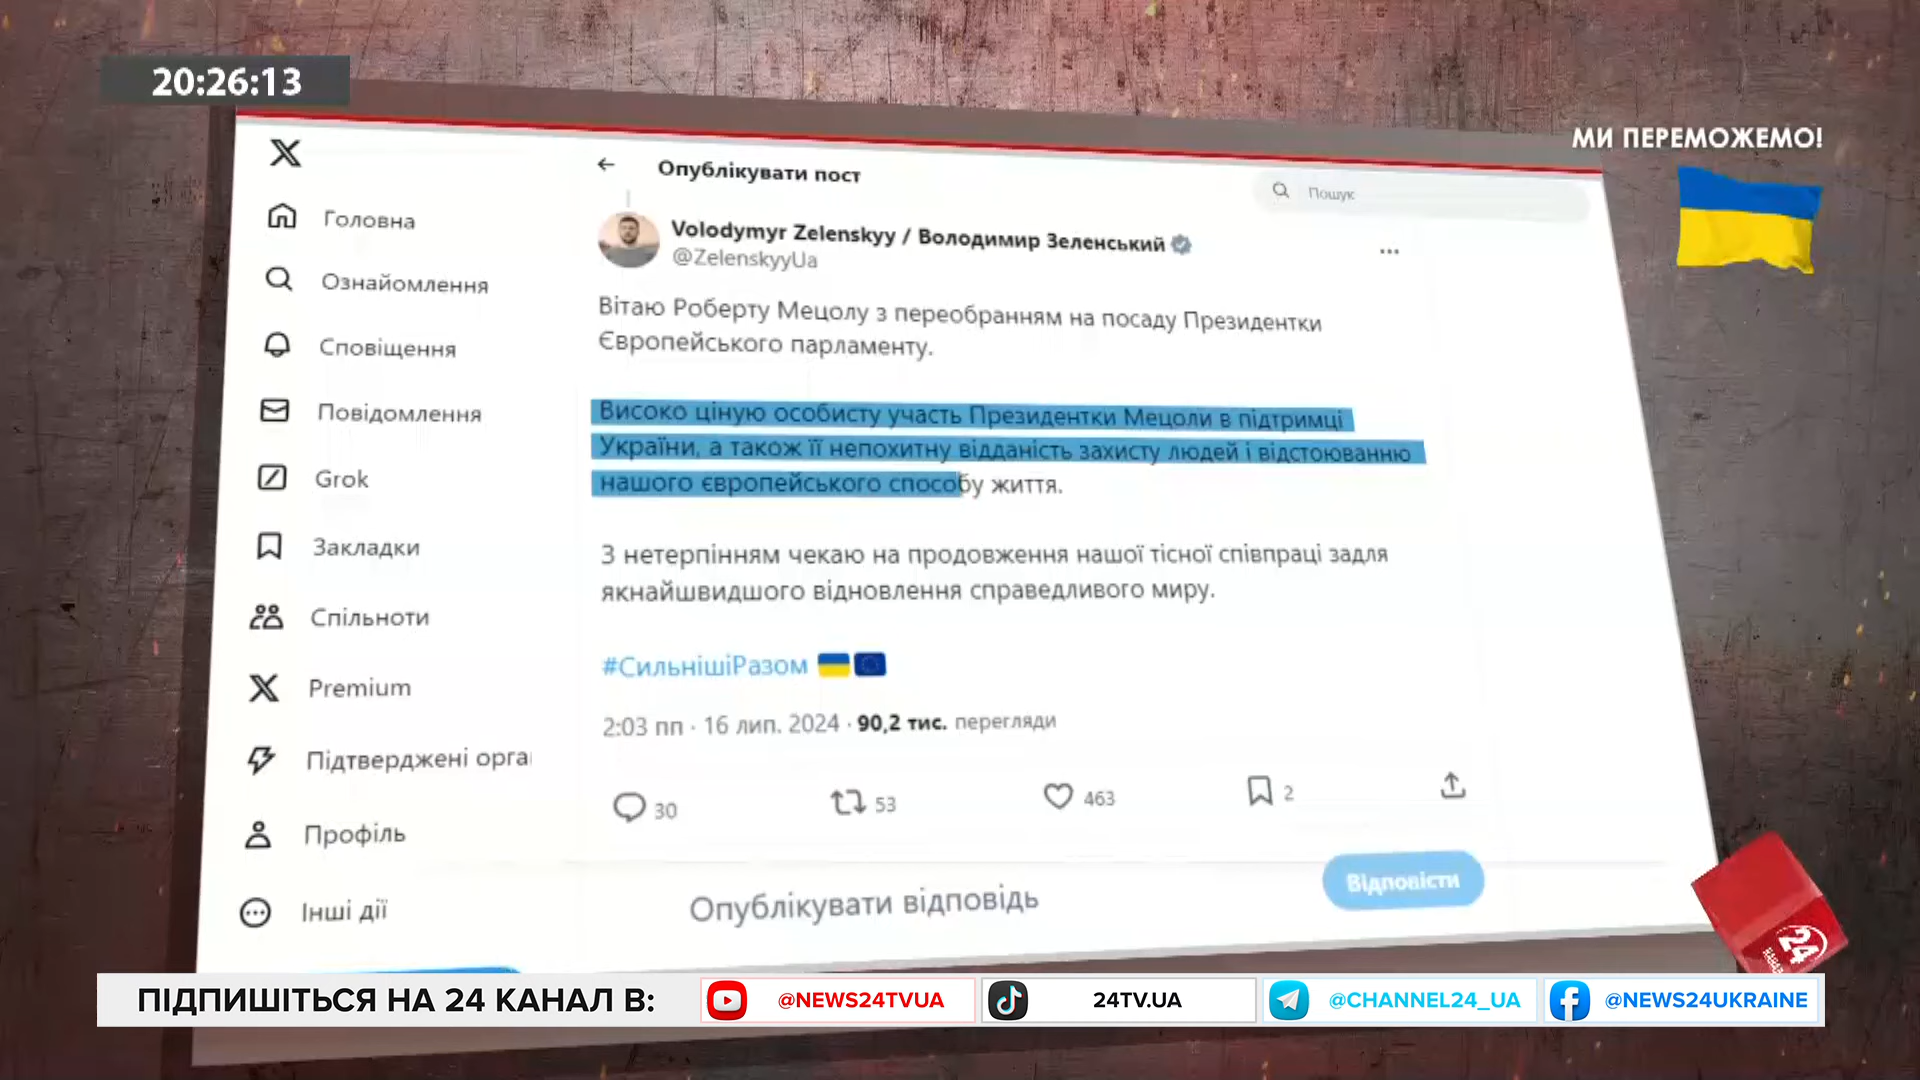 20:26:13
МИ ПЕРЕМОЖЕМО!
Головна
Ознайомлення
Сповіщення
Повідомлення
Grok
Закладки
Спільноти
Premium
Підтверджені орга
Профіль
Інші дії
Опублікувати пост
Пошук
Volodymyr Zelenskyy / Володимир Зеленський
@ZelenskyyUa
Вітаю Роберту Мецолу з переобранням на посаду Президентки
Європейського парламенту.
Високо ціную особисту участь Президентки Мецоли в підтримці
України, а також її непохитну відданість захисту людей і відстоюванню
нашого європейського способу життя.
З нетерпінням чекаю на продовження нашої тісної співпраці задля
якнайшвидшого відновлення справедливого миру.
#СильнішіРазом
2:03 пп · 16 лип. 2024 · 90,2 тис. перегляди
30 53 463 2
Опублікувати відповідь
Відповісти
24
КАНАЛ
ПІДПИШІТЬСЯ НА 24 КАНАЛ В: @NEWS24TVUA 24TV.UA @CHANNEL24_UA @NEWS24UKRAINE